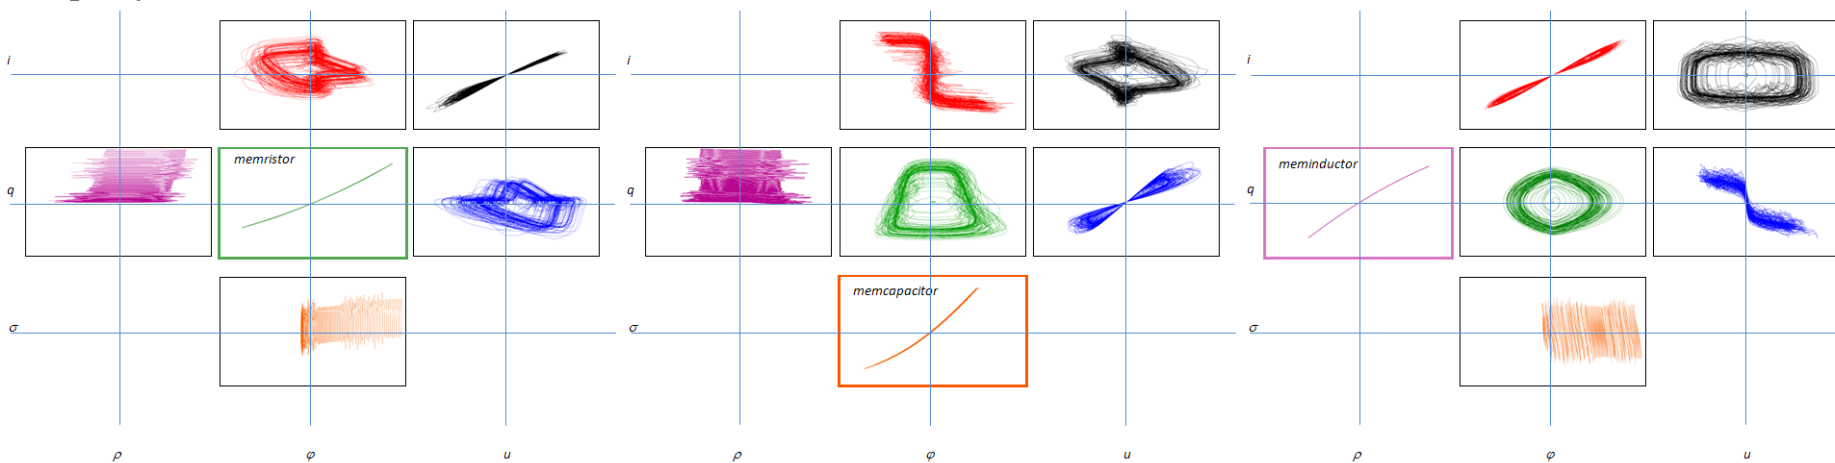 i
i
i
q
memristor
q
q
meminductor
σ
σ
memcapacitor
σ
ρ
φ
u
ρ
φ
u
ρ
φ
u